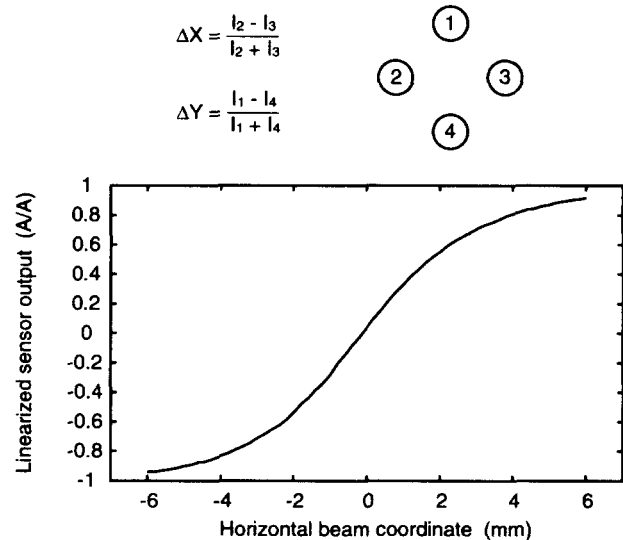 ΔX = (I2 - I3) / (I2 + I3)
ΔY = (I1 - I4) / (I1 + I4)
1
2 3
4
Linearized sensor output (A/A)
1
0.8
0.6
0.4
0.2
0
-0.2
-0.4
-0.6
-0.8
-1
-6 -4 -2 0 2 4 6
Horizontal beam coordinate (mm)